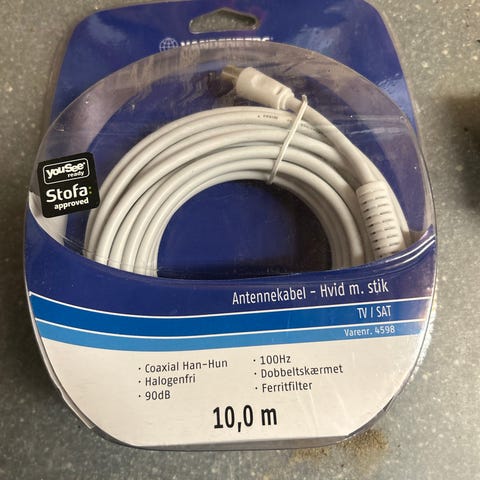 VANDENBERG
youSee
ready
Stofa:
approved
Antennekabel - Hvid m. stik
TV / SAT
Varenr. 4598
· Coaxial Han-Hun
· Halogenfri
· 90dB
· 100Hz
· Dobbeltskærmet
· Ferritfilter
10,0 m